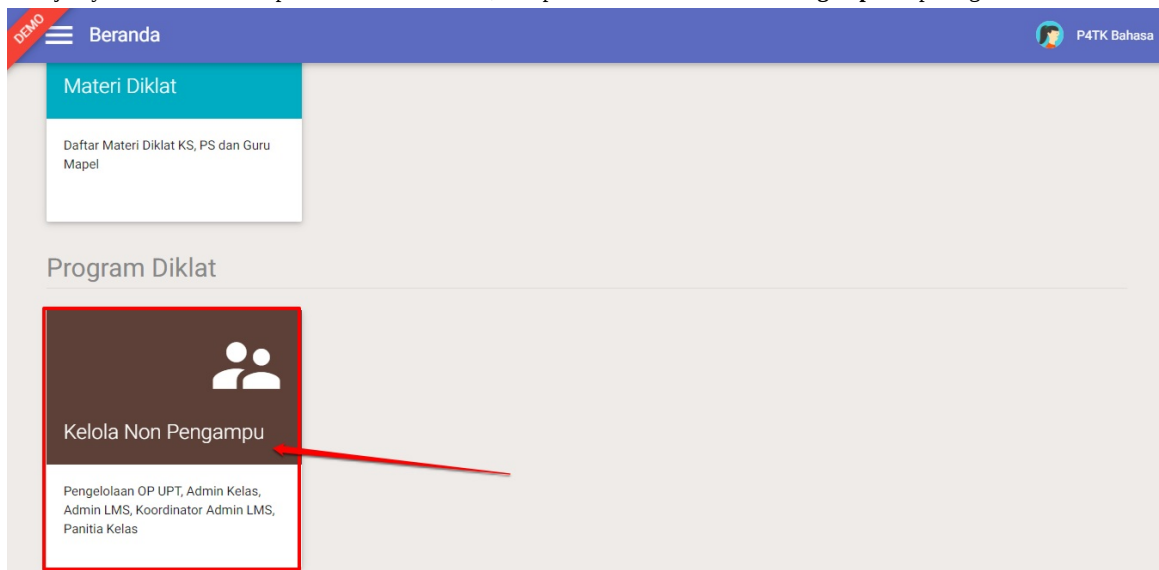 DEMO
Beranda
P4TK Bahasa
Materi Diklat
Daftar Materi Diklat KS, PS dan Guru
Mapel
Program Diklat
Kelola Non Pengampu
Pengelolaan OP UPT, Admin Kelas,
Admin LMS, Koordinator Admin LMS,
Panitia Kelas